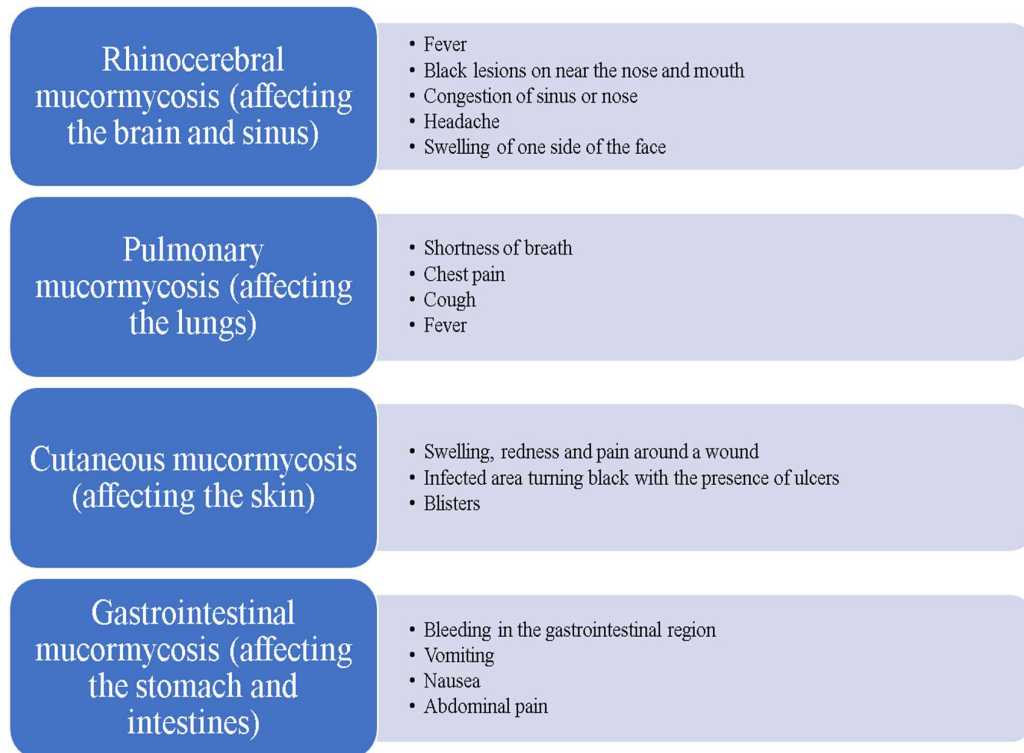 Rhinocerebral
mucormycosis (affecting
the brain and sinus)
• Fever
• Black lesions on near the nose and mouth
• Congestion of sinus or nose
• Headache
• Swelling of one side of the face
Pulmonary
mucormycosis (affecting
the lungs)
• Shortness of breath
• Chest pain
• Cough
• Fever
Cutaneous mucormycosis
(affecting the skin)
• Swelling, redness and pain around a wound
• Infected area turning black with the presence of ulcers
• Blisters
Gastrointestinal
mucormycosis (affecting
the stomach and
intestines)
• Bleeding in the gastrointestinal region
• Vomiting
• Nausea
• Abdominal pain